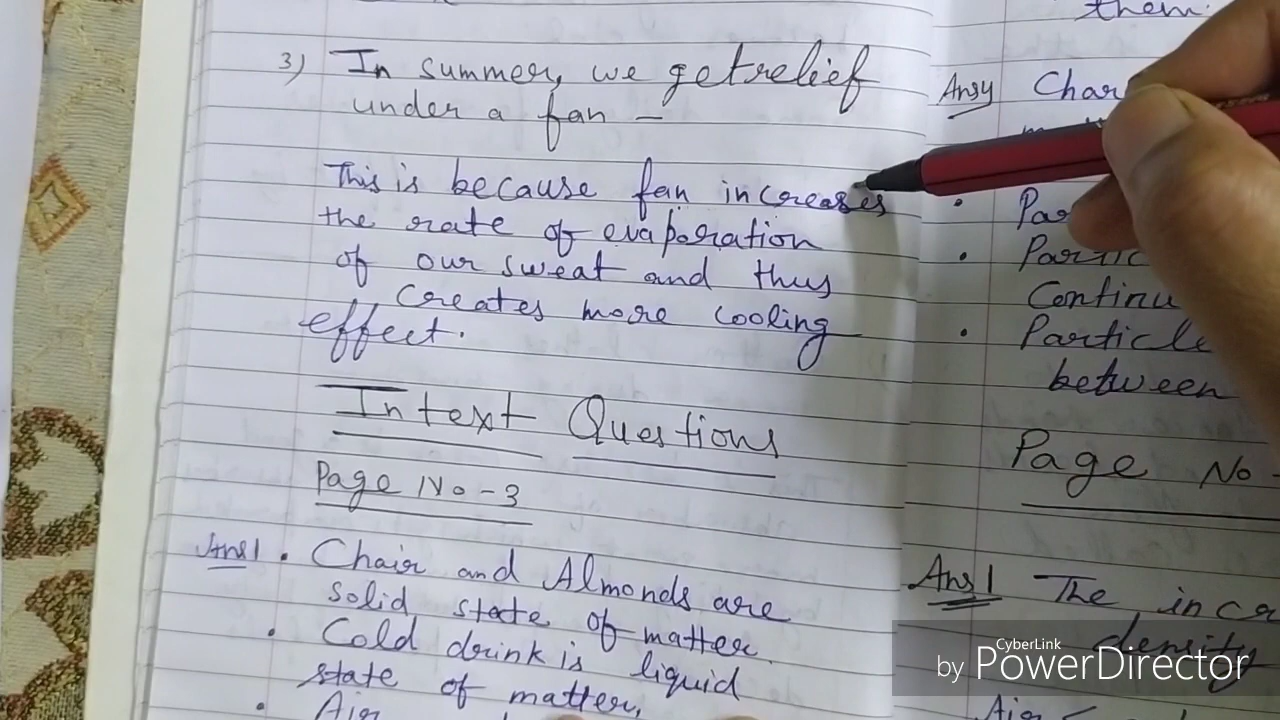 3) In summer, we get relief
under a fan –
This is because fan increases
the rate of evaporation
of our sweat and thus
creates more cooling
effect.
Intext Questions
Page No - 3
Ans1 • Chair and Almonds are
solid state of matter.
• Cold drink is liquid
state of matter.
• Air
them.
Ans4 Char
• Par
• Partic
Continu
• Particle
between
Page No -
Ans1 The incr
density
Air -
by CyberLink PowerDirector